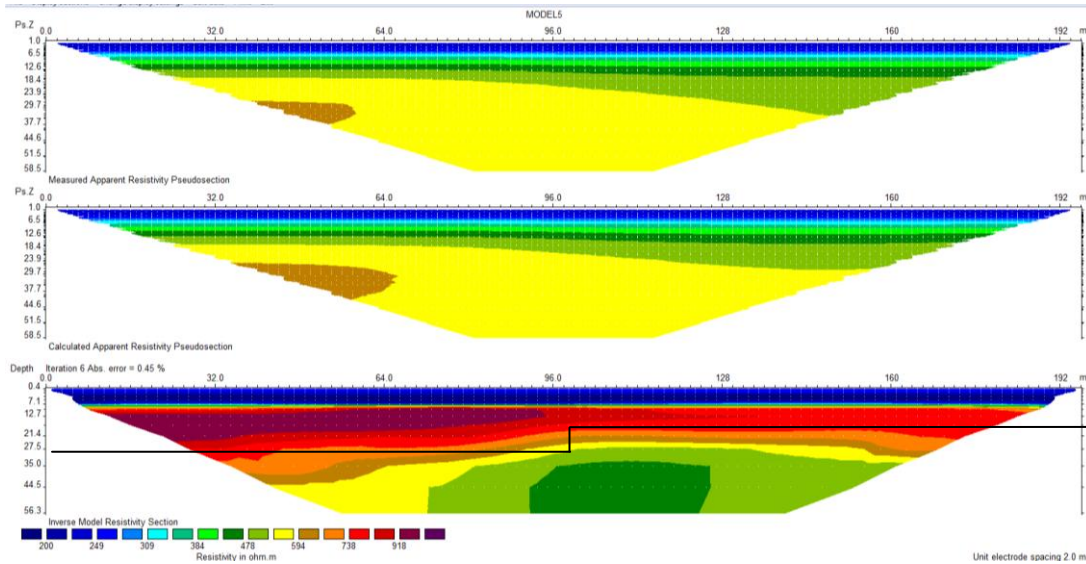 MODEL5
Ps.Z 0.0 32.0 64.0 96.0 128 160 192 m
1.0
6.5
12.6
18.4
23.9
29.7
37.7
44.6
51.5
58.5
Measured Apparent Resistivity Pseudosection
Ps.Z 0.0 32.0 64.0 96.0 128 160 192 m
1.0
6.5
12.6
18.4
23.9
29.7
37.7
44.6
51.5
58.5
Calculated Apparent Resistivity Pseudosection
Depth Iteration 6 Abs. error = 0.45 %
0.0 32.0 64.0 96.0 128 160 192 m
0.4
7.1
12.7
21.4
27.5
35.0
44.5
56.3
Inverse Model Resistivity Section
200 249 309 384 478 594 738 918
Resistivity in ohm.m
Unit electrode spacing 2.0 m